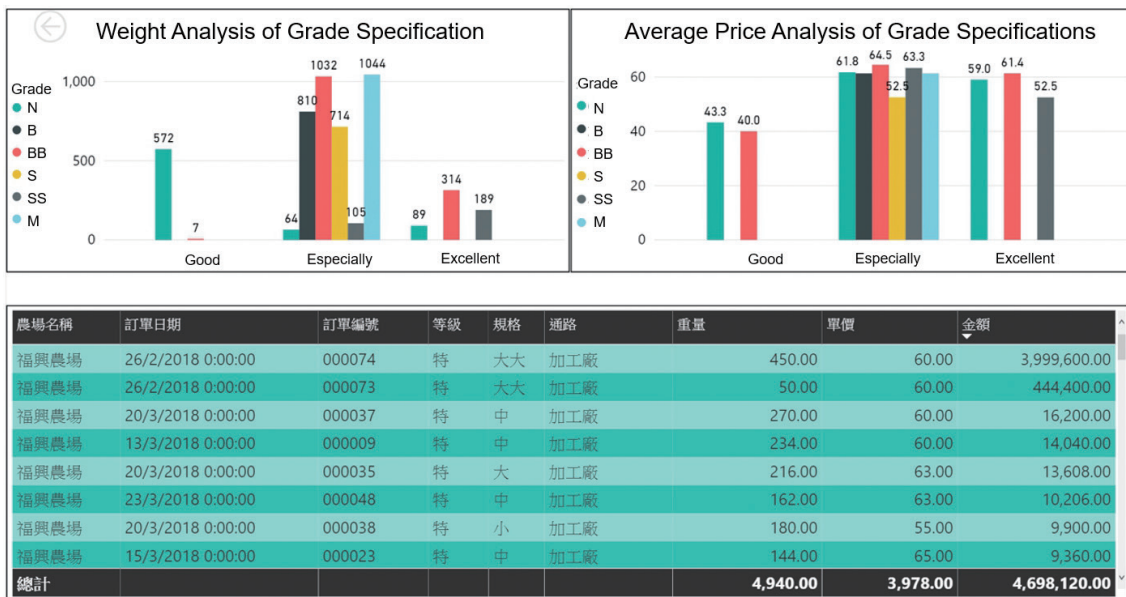 Weight Analysis of Grade Specification
Grade
N
B
BB
S
SS
M
1,000
500
0
572
7
64
810
1032
714
105
1044
89
314
189
Good Especially Excellent
Average Price Analysis of Grade Specifications
Grade
N
B
BB
S
SS
M
60
40
20
0
43.3
40.0
61.8
64.5
52.5
63.3
59.0
61.4
52.5
Good Especially Excellent
農場名稱 訂單日期 訂單編號 等級 規格 通路 重量 單價 金額
福興農場 26/2/2018 0:00:00 000074 特 大大 加工廠 450.00 60.00 3,999,600.00
福興農場 26/2/2018 0:00:00 000073 特 大大 加工廠 50.00 60.00 444,400.00
福興農場 20/3/2018 0:00:00 000037 特 中 加工廠 270.00 60.00 16,200.00
福興農場 13/3/2018 0:00:00 000009 特 中 加工廠 234.00 60.00 14,040.00
福興農場 20/3/2018 0:00:00 000035 特 大 加工廠 216.00 63.00 13,608.00
福興農場 23/3/2018 0:00:00 000048 特 中 加工廠 162.00 63.00 10,206.00
福興農場 20/3/2018 0:00:00 000038 特 小 加工廠 180.00 55.00 9,900.00
福興農場 15/3/2018 0:00:00 000023 特 中 加工廠 144.00 65.00 9,360.00
總計 4,940.00 3,978.00 4,698,120.00